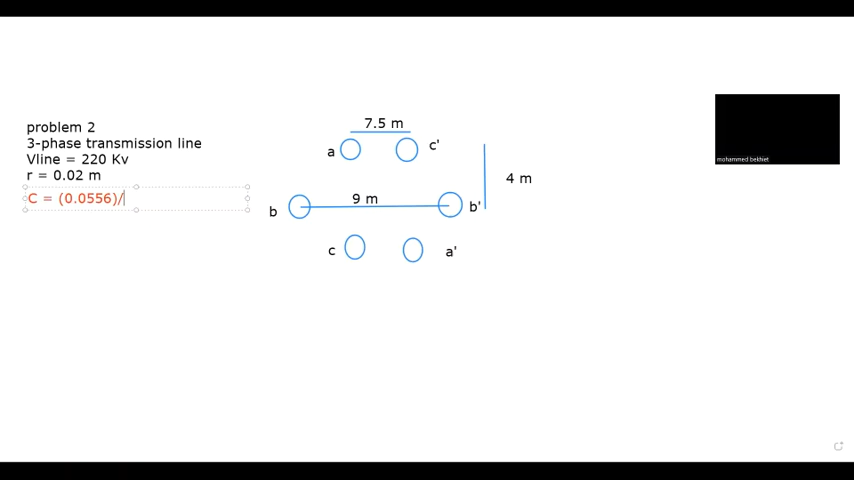 problem 2
3-phase transmission line
Vline = 220 Kv
r = 0.02 m
C = (0.0556)/
7.5 m
a
c'
4 m
9 m
b
b'
c
a'
mohammed bekhiet